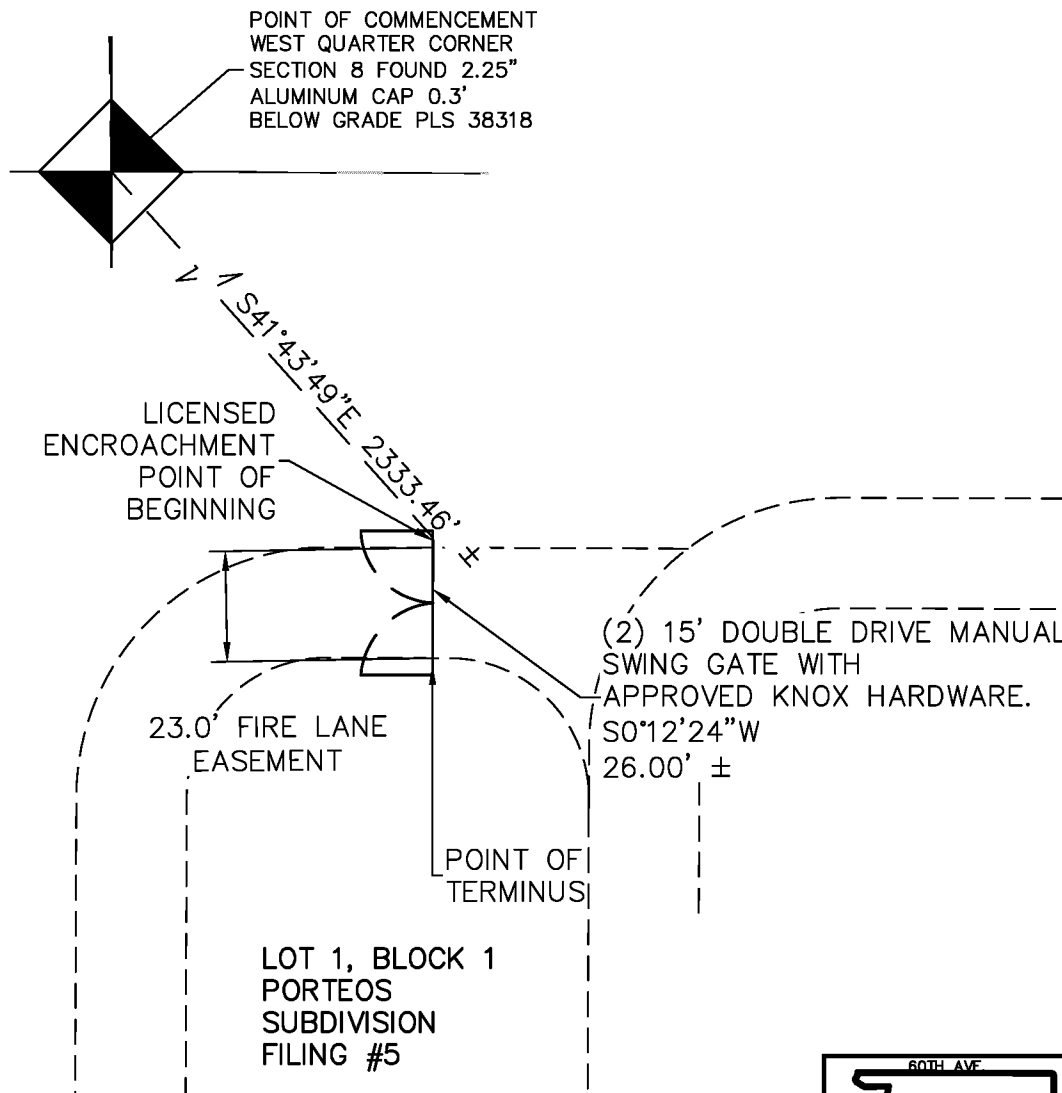 POINT OF COMMENCEMENT
WEST QUARTER CORNER
SECTION 8 FOUND 2.25"
ALUMINUM CAP 0.3'
BELOW GRADE PLS 38318
S41°43'49"E 2333.46' ±
LICENSED
ENCROACHMENT
POINT OF
BEGINNING
(2) 15' DOUBLE DRIVE MANUAL
SWING GATE WITH
APPROVED KNOX HARDWARE.
S0°12'24"W
26.00' ±
23.0' FIRE LANE
EASEMENT
POINT OF
TERMINUS
LOT 1, BLOCK 1
PORTEOS
SUBDIVISION
FILING #5
60TH AVE.